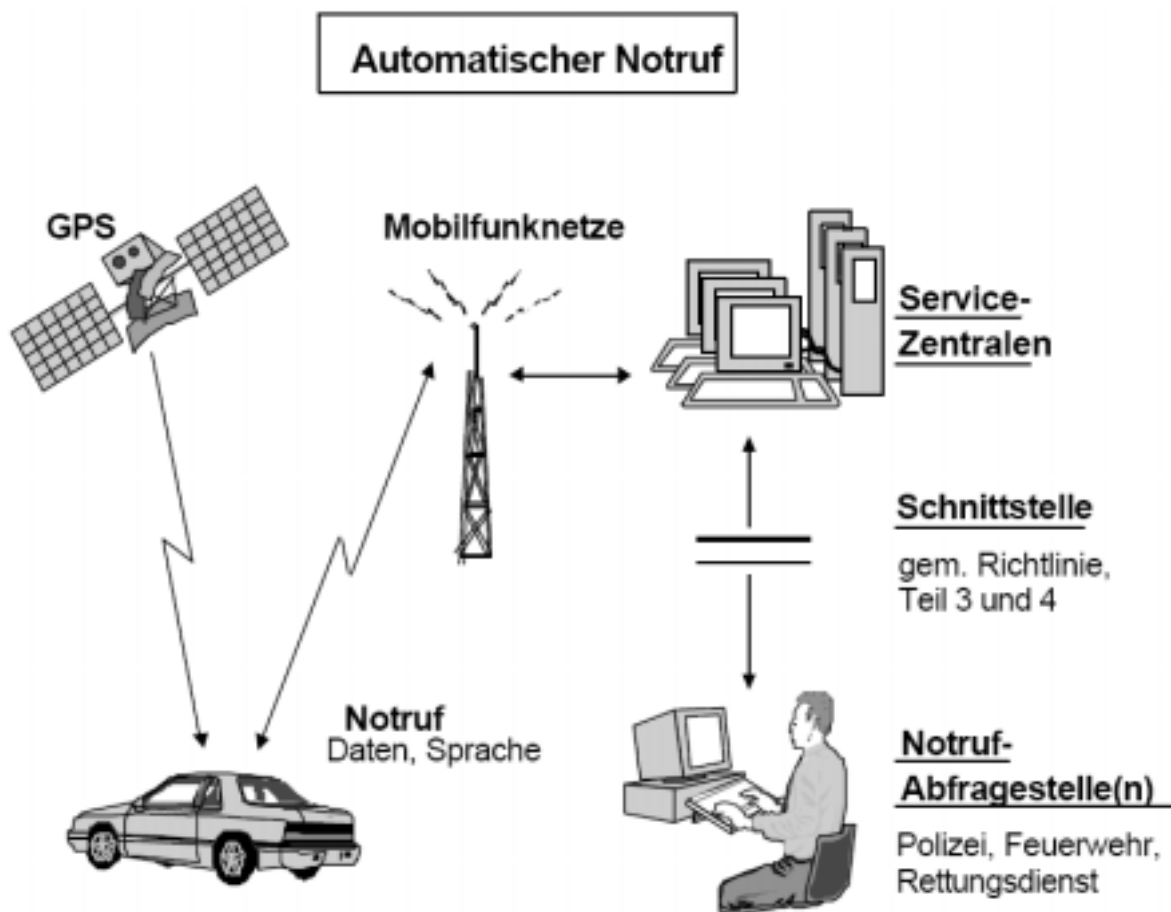 Automatischer Notruf
GPS
Mobilfunknetze
Service-
Zentralen
Schnittstelle
gem. Richtlinie,
Teil 3 und 4
Notruf
Daten, Sprache
Notruf-
Abfragestelle(n)
Polizei, Feuerwehr,
Rettungsdienst